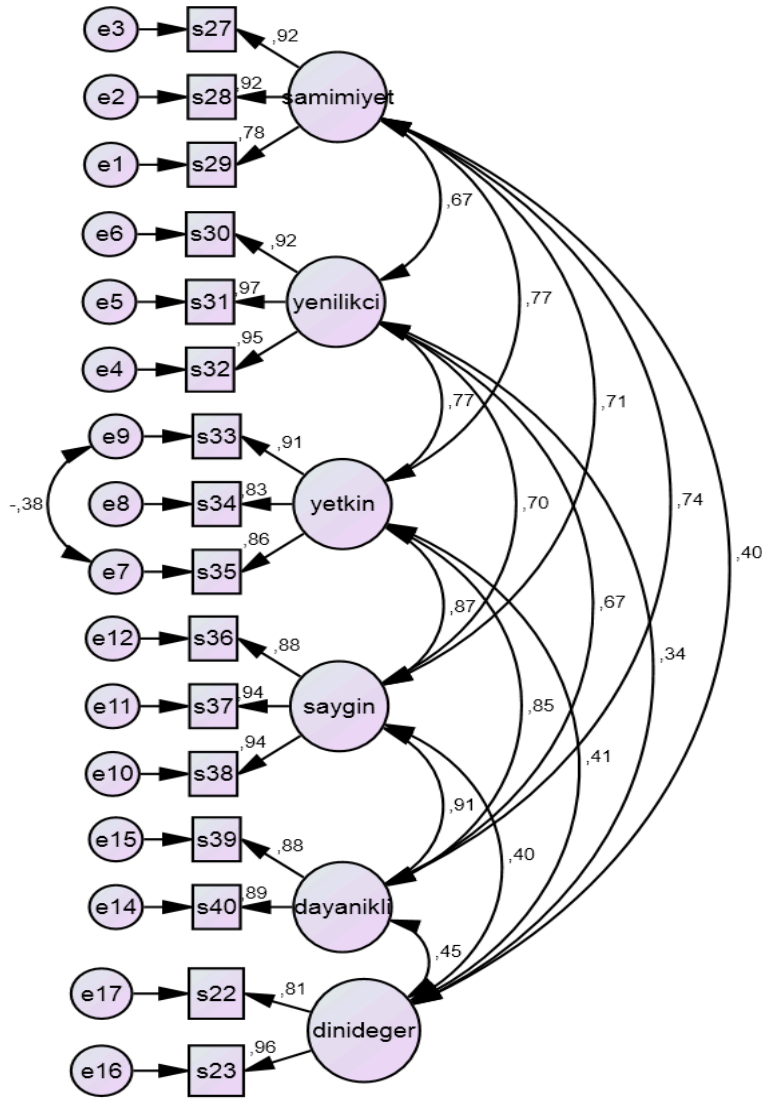 e3 s27 ,92
e2 s28 ,92 samimiyet
e1 s29 ,78
,67
e6 s30 ,92
e5 s31 ,97 yenilikci ,77
e4 s32 ,95
,77 ,71
e9 s33 ,91
-,38 e8 s34 ,83 yetkin ,70 ,74
e7 s35 ,86 ,40
,87 ,67
e12 s36 ,88 ,34
e11 s37 ,94 saygin ,85
e10 s38 ,94 ,41
,91
e15 s39 ,88 ,40
e14 s40 ,89 dayanikli
,45
e17 s22 ,81
dinideger
e16 s23 ,96